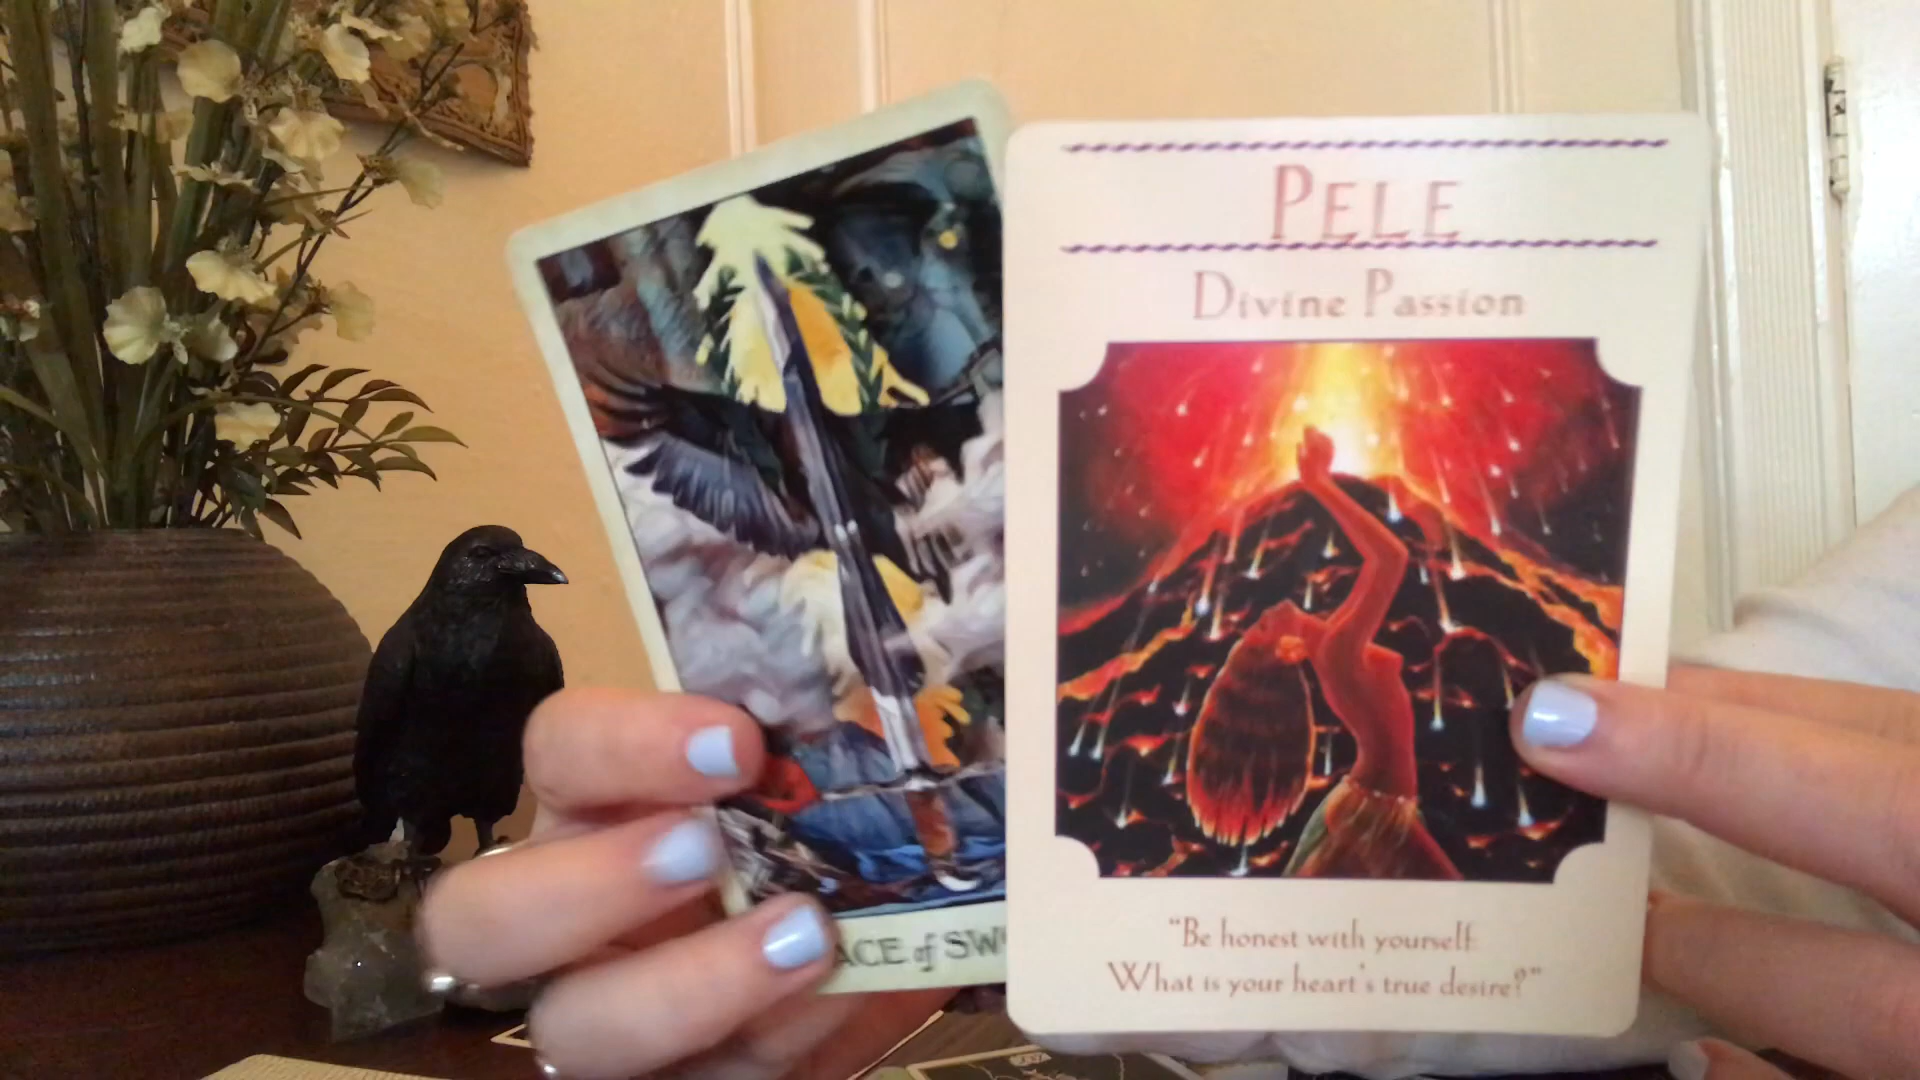 PELE
Divine Passion
"Be honest with yourself.
What is your heart's true desire?"
ACE of SW